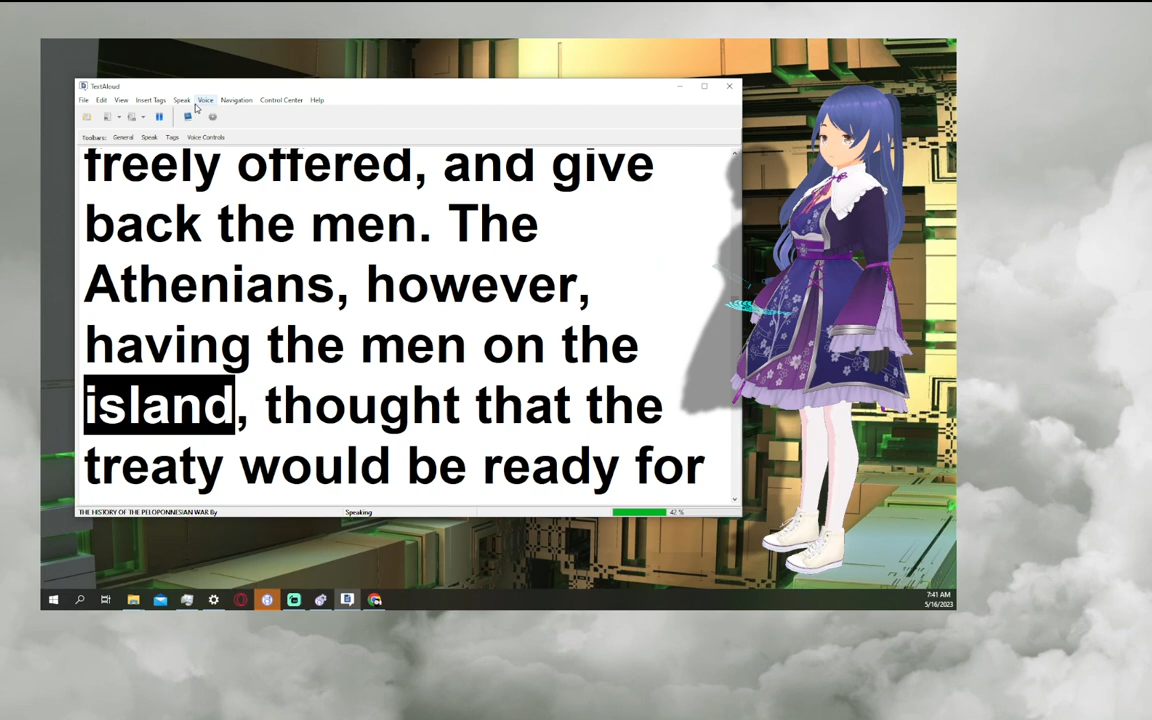 TextAloud
File Edit View Insert Tags Speak Voice Navigation Control Center Help
Toolbars: General Speak Tags Voice Controls
freely offered, and give
back the men. The
Athenians, however,
having the men on the
island, thought that the
treaty would be ready for
THE HISTORY OF THE PELOPONNESIAN WAR By Speaking 42 %
7:41 AM
5/16/2023